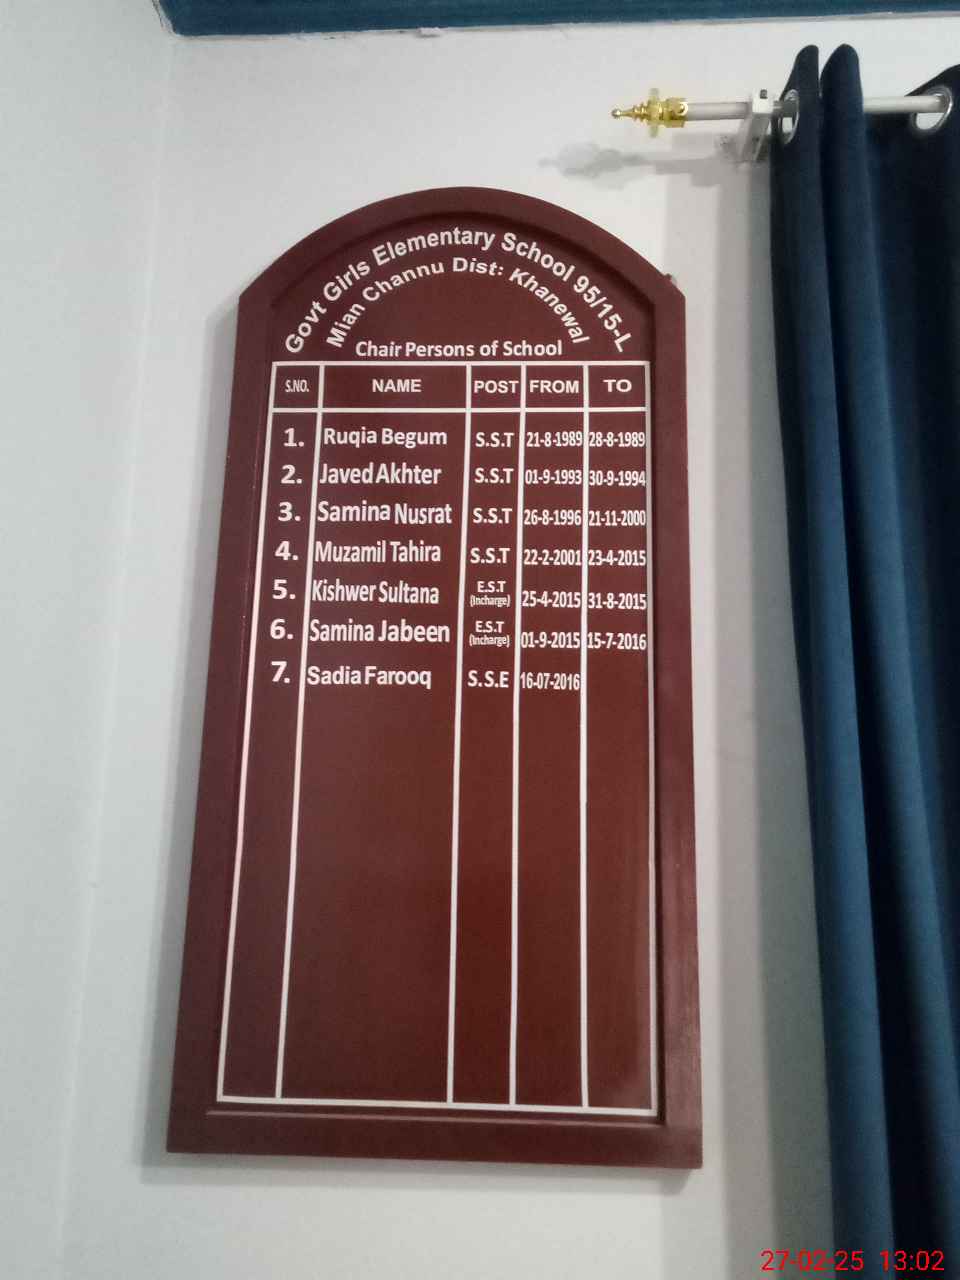 Govt Girls Elementary School 95/15-L
Mian Channu Dist: Khanewal
Chair Persons of School
S.NO. NAME POST FROM TO
1. Ruqia Begum S.S.T 21-8-1989 28-8-1989
2. Javed Akhter S.S.T 01-9-1993 30-9-1994
3. Samina Nusrat S.S.T 26-8-1996 21-11-2000
4. Muzamil Tahira S.S.T 22-2-2001 23-4-2015
5. Kishwer Sultana E.S.T (Incharge) 25-4-2015 31-8-2015
6. Samina Jabeen E.S.T (Incharge) 01-9-2015 15-7-2016
7. Sadia Farooq S.S.E 16-07-2016
27-02-25 13:02